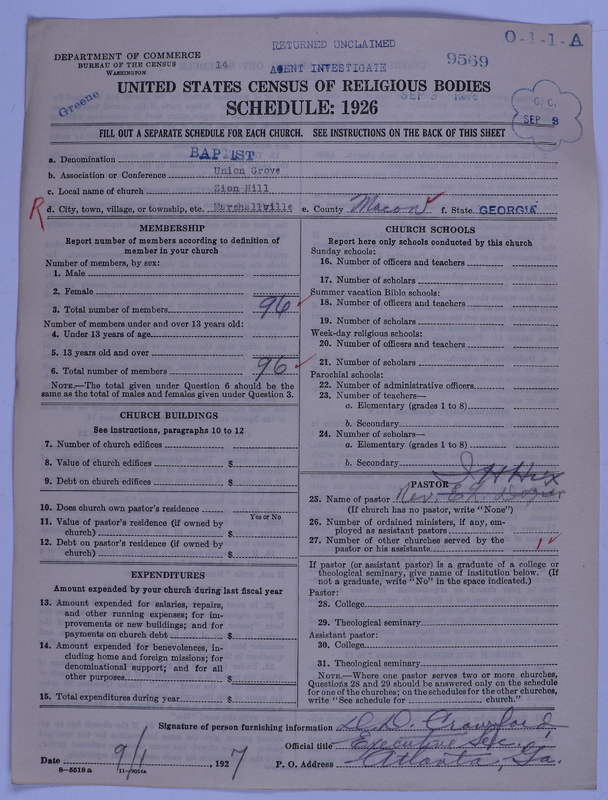 RETURNED UNCLAIMED
O-1-1-A
DEPARTMENT OF COMMERCE
BUREAU OF THE CENSUS
WASHINGTON
14
AGENT INVESTIGATE
9569
UNITED STATES CENSUS OF RELIGIOUS BODIES
Greene
SEP 3
SCHEDULE: 1926
C. C.
SEP 3
FILL OUT A SEPARATE SCHEDULE FOR EACH CHURCH. SEE INSTRUCTIONS ON THE BACK OF THIS SHEET
a. Denomination BAPTIST
b. Association or Conference Union Grove
c. Local name of church Zion Hill
R d. City, town, village, or township, etc. Marshallville e. County Macon f. State GEORGIA
MEMBERSHIP
Report number of members according to definition of
member in your church
Number of members, by sex:
1. Male
2. Female
3. Total number of members 96
Number of members under and over 13 years old:
4. Under 13 years of age
5. 13 years old and over
6. Total number of members 96
NOTE.—The total given under Question 6 should be the
same as the total of males and females given under Question 3.
CHURCH BUILDINGS
See instructions, paragraphs 10 to 12
7. Number of church edifices
8. Value of church edifices $
9. Debt on church edifices $
10. Does church own pastor's residence
Yes or No
11. Value of pastor's residence (if owned by
church) $
12. Debt on pastor's residence (if owned by
church) $
EXPENDITURES
Amount expended by your church during last fiscal year
13. Amount expended for salaries, repairs,
and other running expenses; for im-
provements or new buildings; and for
payments on church debt $
14. Amount expended for benevolences, in-
cluding home and foreign missions; for
denominational support; and for all
other purposes $
15. Total expenditures during year $
CHURCH SCHOOLS
Report here only schools conducted by this church
Sunday schools:
16. Number of officers and teachers
17. Number of scholars
Summer vacation Bible schools:
18. Number of officers and teachers
19. Number of scholars
Week-day religious schools:
20. Number of officers and teachers
21. Number of scholars
Parochial schools:
22. Number of administrative officers
23. Number of teachers—
a. Elementary (grades 1 to 8)
b. Secondary
24. Number of scholars—
a. Elementary (grades 1 to 8)
b. Secondary
PASTOR
25. Name of pastor Rev.
(If church has no pastor, write "None")
26. Number of ordained ministers, if any, em-
ployed as assistant pastors
27. Number of other churches served by the
pastor or his assistants 1
If pastor (or assistant pastor) is a graduate of a college or
theological seminary, give name of institution below. (If
not a graduate, write "No" in the space indicated.)
Pastor:
28. College
29. Theological seminary
Assistant pastor:
30. College
31. Theological seminary
NOTE.—Where one pastor serves two or more churches,
Questions 28 and 29 should be answered only on the schedule
for one of the churches; on the schedules for the other churches,
write "See schedule for church."
Signature of person furnishing information D. D. Crawford,
Official title Executive Sec.
Date 9/1, 1927 P. O. Address Atlanta, Ga.
8—5518 a